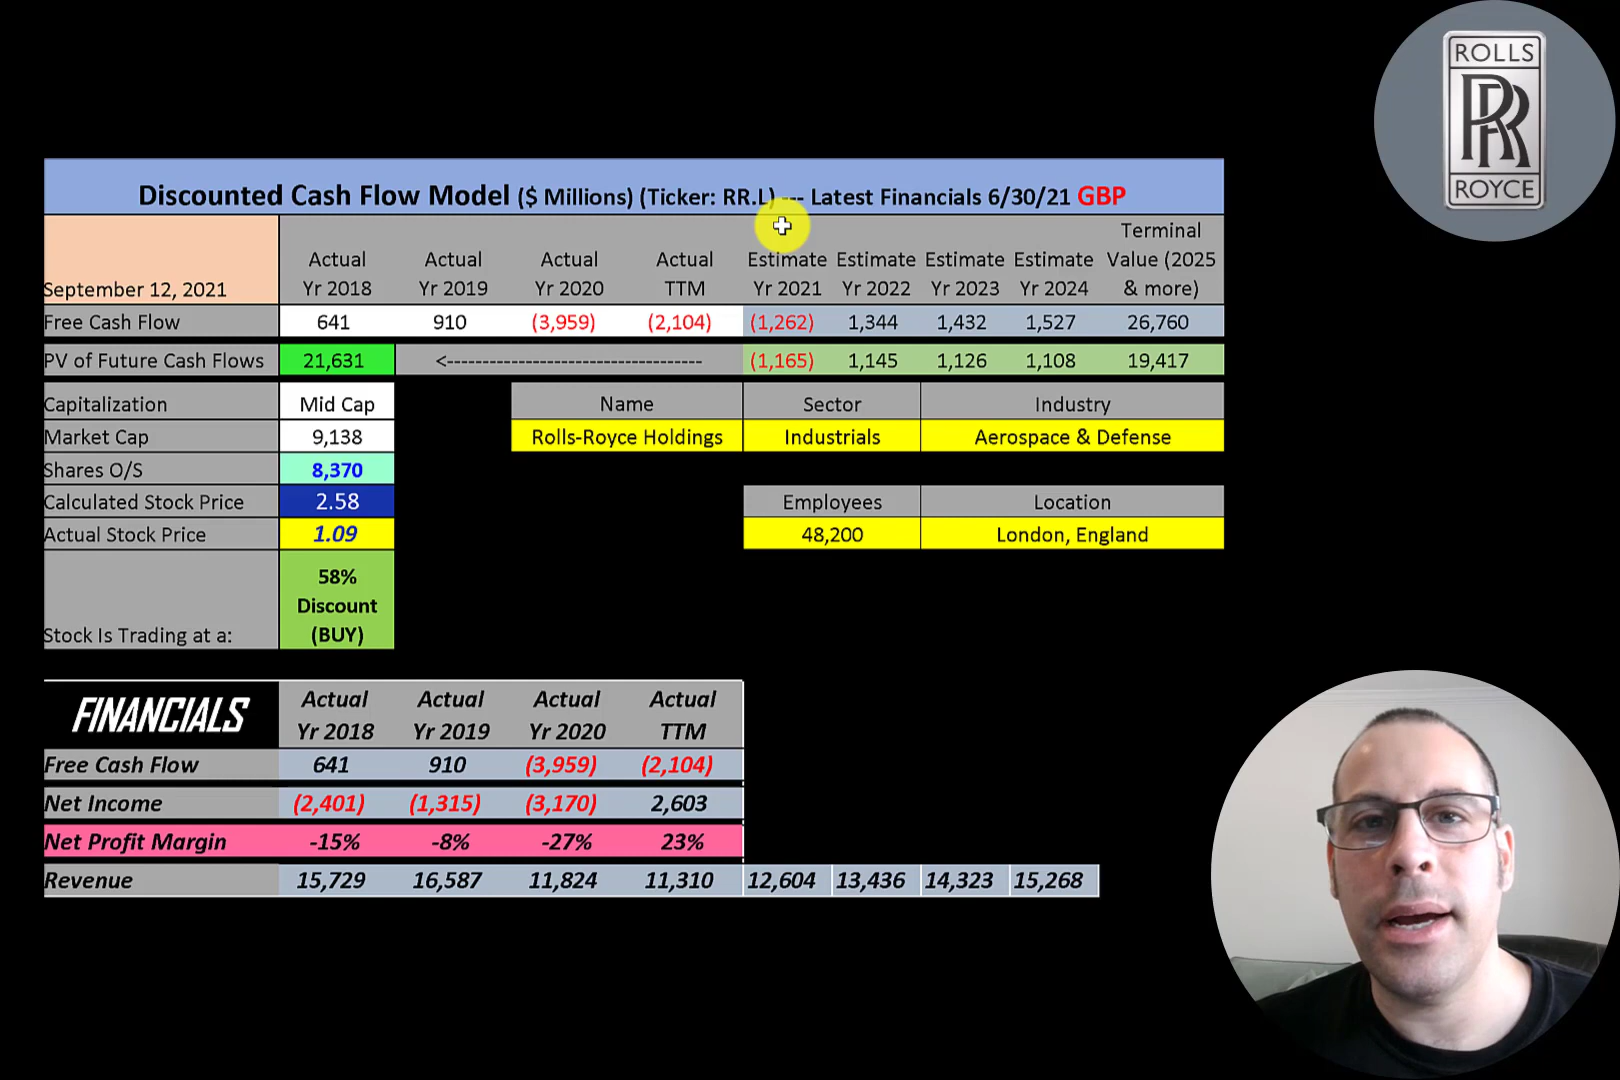 ROLLS
RR
ROYCE
Discounted Cash Flow Model ($ Millions) (Ticker: RR.L) --- Latest Financials 6/30/21 GBP
September 12, 2021 Actual Yr 2018 Actual Yr 2019 Actual Yr 2020 Actual TTM Estimate Yr 2021 Estimate Yr 2022 Estimate Yr 2023 Estimate Yr 2024 Terminal Value (2025 & more)
Free Cash Flow 641 910 (3,959) (2,104) (1,262) 1,344 1,432 1,527 26,760
PV of Future Cash Flows 21,631 <---------------------------------- (1,165) 1,145 1,126 1,108 19,417
Capitalization Mid Cap Name Sector Industry
Market Cap 9,138 Rolls-Royce Holdings Industrials Aerospace & Defense
Shares O/S 8,370
Calculated Stock Price 2.58 Employees Location
Actual Stock Price 1.09 48,200 London, England
Stock Is Trading at a: 58% Discount (BUY)
FINANCIALS Actual Yr 2018 Actual Yr 2019 Actual Yr 2020 Actual TTM
Free Cash Flow 641 910 (3,959) (2,104)
Net Income (2,401) (1,315) (3,170) 2,603
Net Profit Margin -15% -8% -27% 23%
Revenue 15,729 16,587 11,824 11,310 12,604 13,436 14,323 15,268